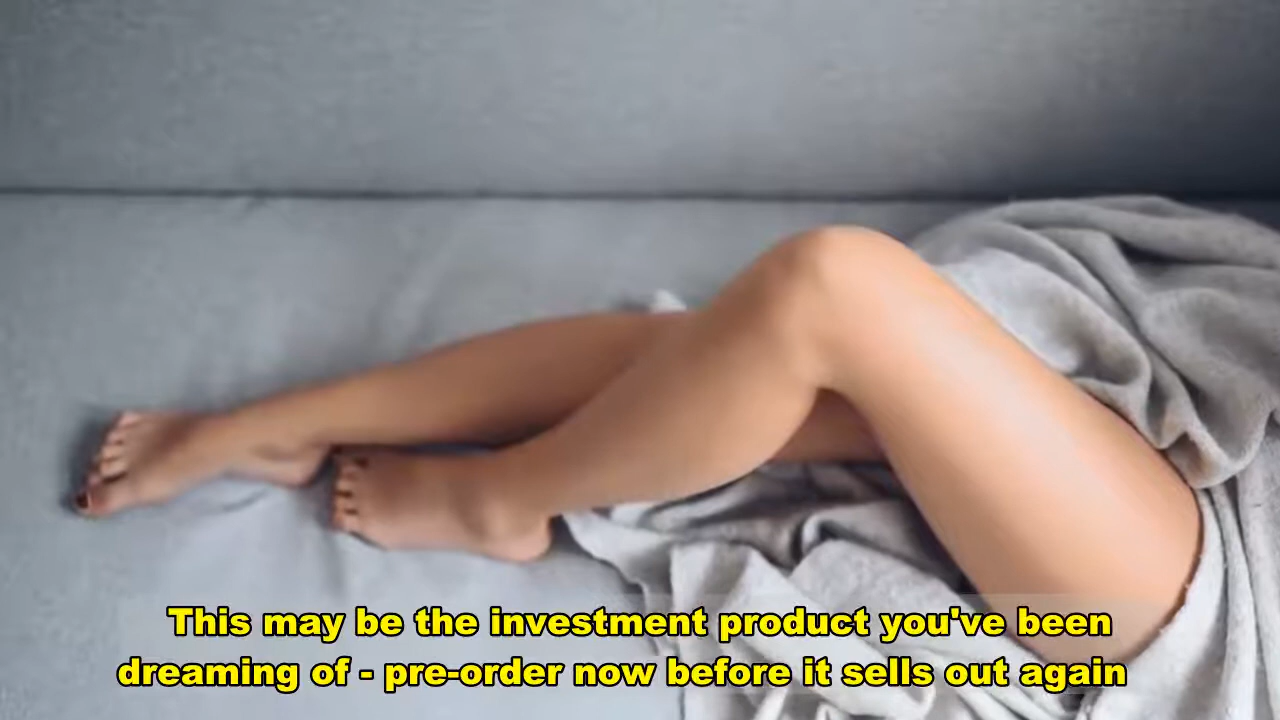 This may be the investment product you've been
dreaming of - pre-order now before it sells out again